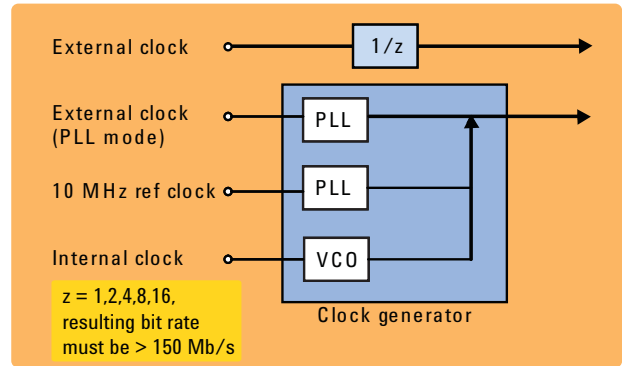 External clock
1/z
External clock
(PLL mode)
PLL
10 MHz ref clock
PLL
Internal clock
VCO
z = 1,2,4,8,16,
resulting bit rate
must be > 150 Mb/s
Clock generator